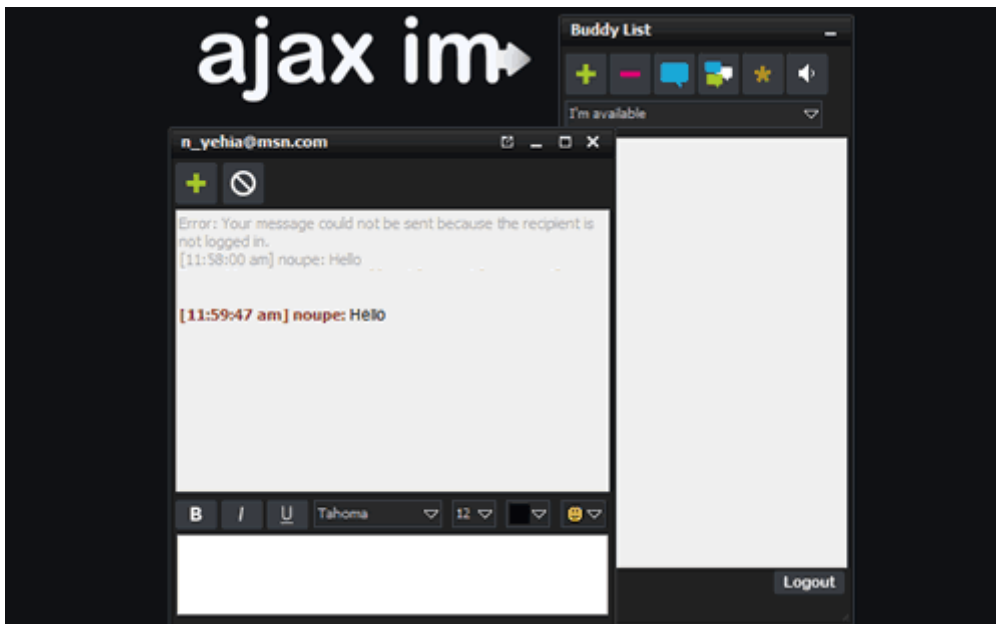 ajax im
Buddy List
I'm available
n_yehia@msn.com
Error: Your message could not be sent because the recipient is
not logged in.
[11:58:00 am] noupe: Hello
[11:59:47 am] noupe: Hello
B I U Tahoma 12
Logout